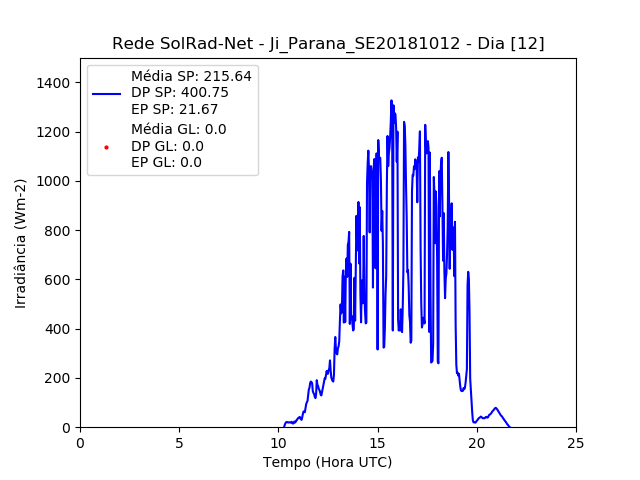 Rede SolRad-Net - Ji_Parana_SE20181012 - Dia [12]
Média SP: 215.64
DP SP: 400.75
EP SP: 21.67
Média GL: 0.0
DP GL: 0.0
EP GL: 0.0
Irradiância (Wm-2)
1400
1200
1000
800
600
400
200
0
0 5 10 15 20 25
Tempo (Hora UTC)